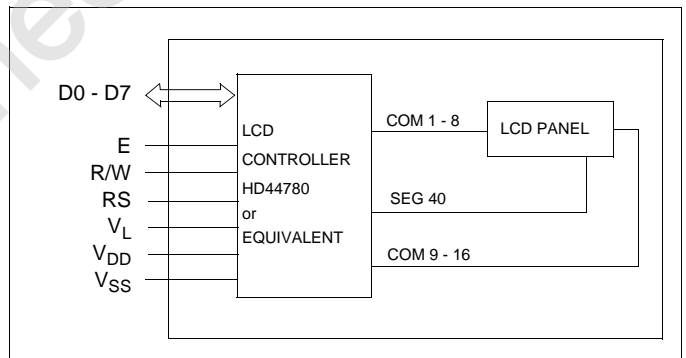 D0 - D7
E
R/W
RS
VL
VDD
VSS
LCD
CONTROLLER
HD44780
or
EQUIVALENT
COM 1 - 8
SEG 40
COM 9 - 16
LCD PANEL